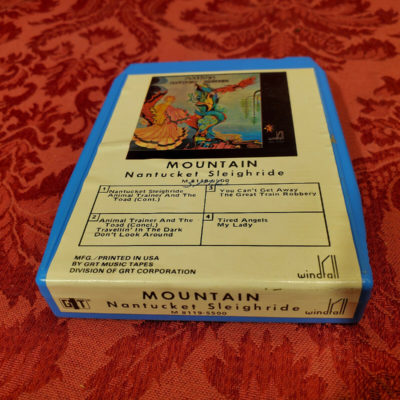 MOUNTAIN
Nantucket Sleighride
M 8119-5500
1 Nantucket Sleighride
Animal Trainer And The
Toad (Cont.)
3 You Can't Get Away
The Great Train Robbery
2 Animal Trainer And The
Toad (Concl.)
Travellin' In The Dark
Don't Look Around
4 Tired Angels
My Lady
MFG./PRINTED IN USA
BY GRT MUSIC TAPES
DIVISION OF GRT CORPORATION
windfall
GRT
MOUNTAIN
Nantucket Sleighride
M 8119-5500
windfall